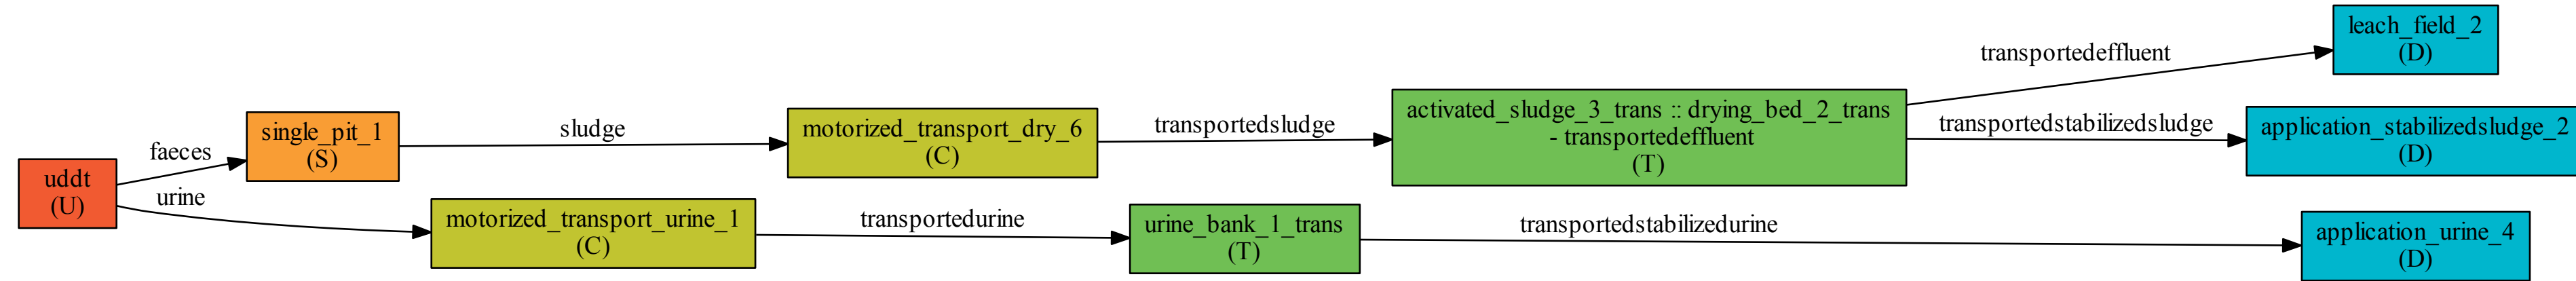 uddt
(U)
faeces
urine
single_pit_1
(S)
sludge
motorized_transport_dry_6
(C)
transportedsludge
activated_sludge_3_trans :: drying_bed_2_trans
- transportedeffluent
(T)
transportedeffluent
leach_field_2
(D)
transportedstabilizedsludge
application_stabilizedsludge_2
(D)
motorized_transport_urine_1
(C)
transportedurine
urine_bank_1_trans
(T)
transportedstabilizedurine
application_urine_4
(D)